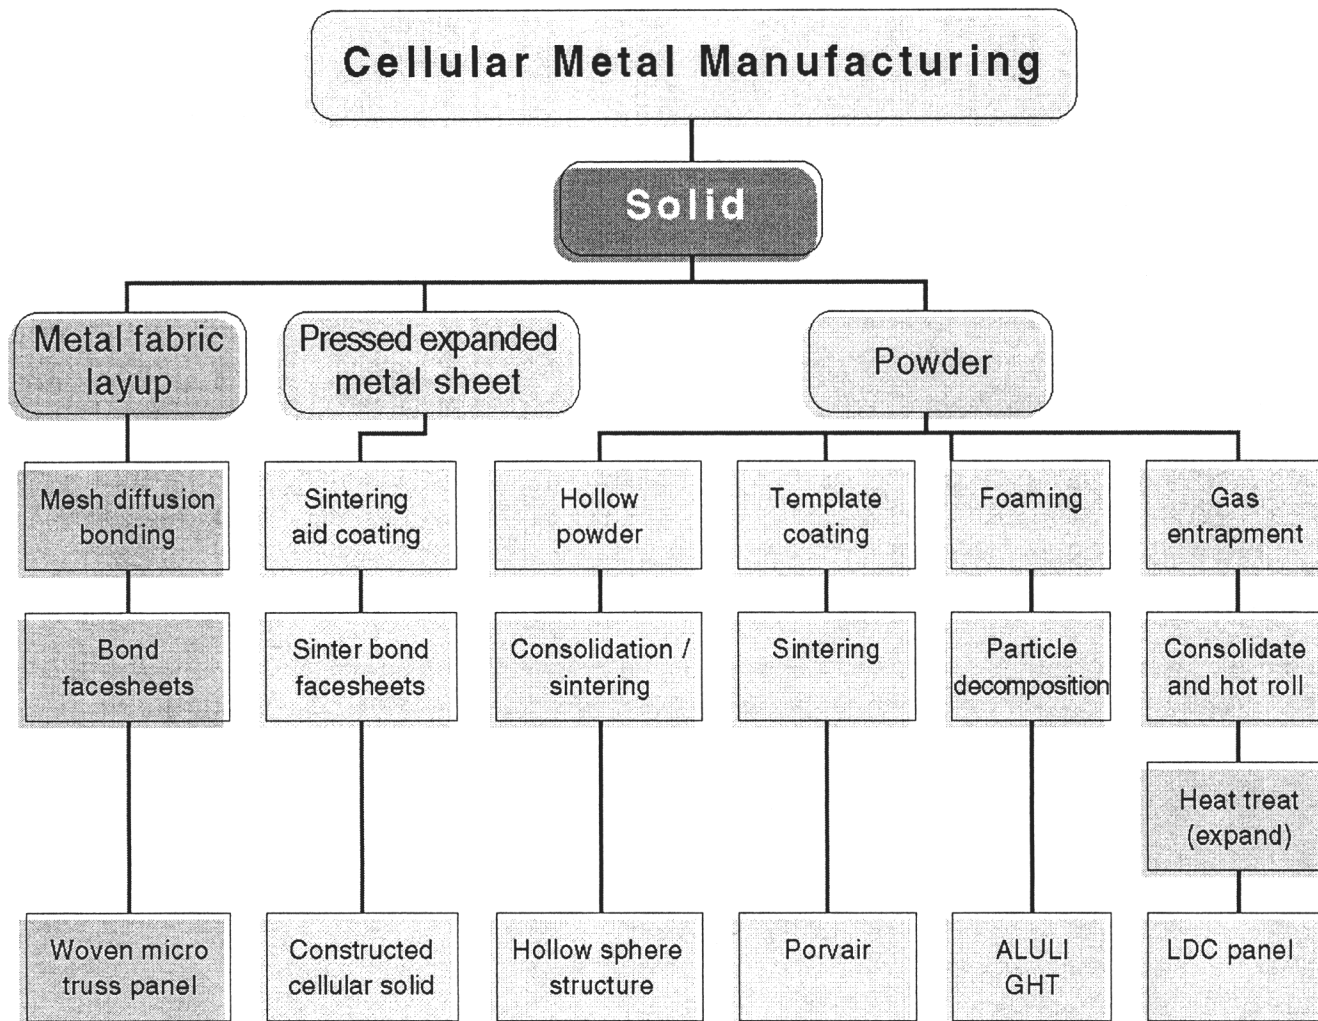 Cellular Metal Manufacturing
Solid
Metal fabric
layup
Pressed expanded
metal sheet
Powder
Mesh diffusion
bonding
Sintering
aid coating
Hollow
powder
Template
coating
Foaming
Gas
entrapment
Bond
facesheets
Sinter bond
facesheets
Consolidation /
sintering
Sintering
Particle
decomposition
Consolidate
and hot roll
Heat treat
(expand)
Woven micro
truss panel
Constructed
cellular solid
Hollow sphere
structure
Porvair
ALULI
GHT
LDC panel